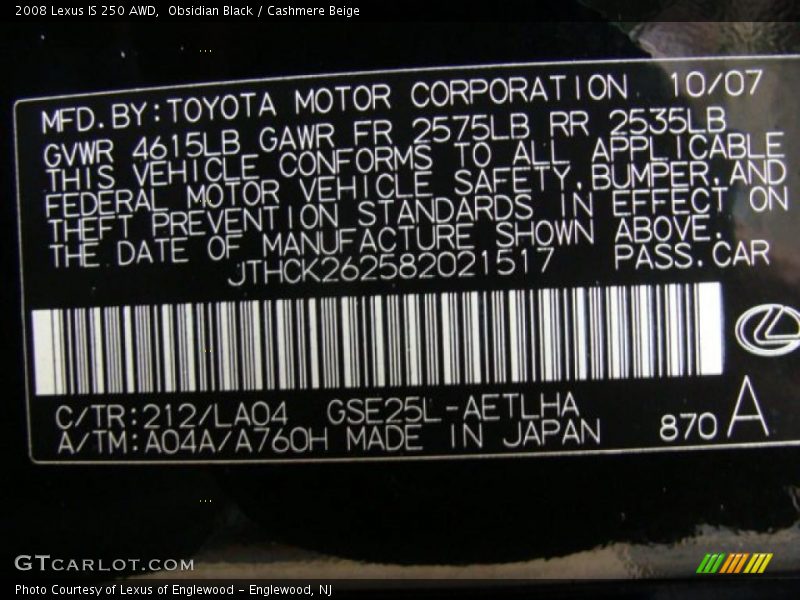 2008 Lexus IS 250 AWD,  Obsidian Black / Cashmere Beige
MFD.BY:TOYOTA MOTOR CORPORATION 10/07
GVWR 4615LB GAWR FR 2575LB RR 2535LB
THIS VEHICLE CONFORMS TO ALL APPLICABLE
FEDERAL MOTOR VEHICLE SAFETY,BUMPER,AND
THEFT PREVENTION STANDARDS IN EFFECT ON
THE DATE OF MANUFACTURE SHOWN ABOVE.
JTHCK262582021517 PASS.CAR
C/TR:212/LA04 GSE25L-AETLHA
A/TM:A04A/A760H MADE IN JAPAN 870 A
GTCARLOT.COM
Photo Courtesy of Lexus of Englewood - Englewood, NJ